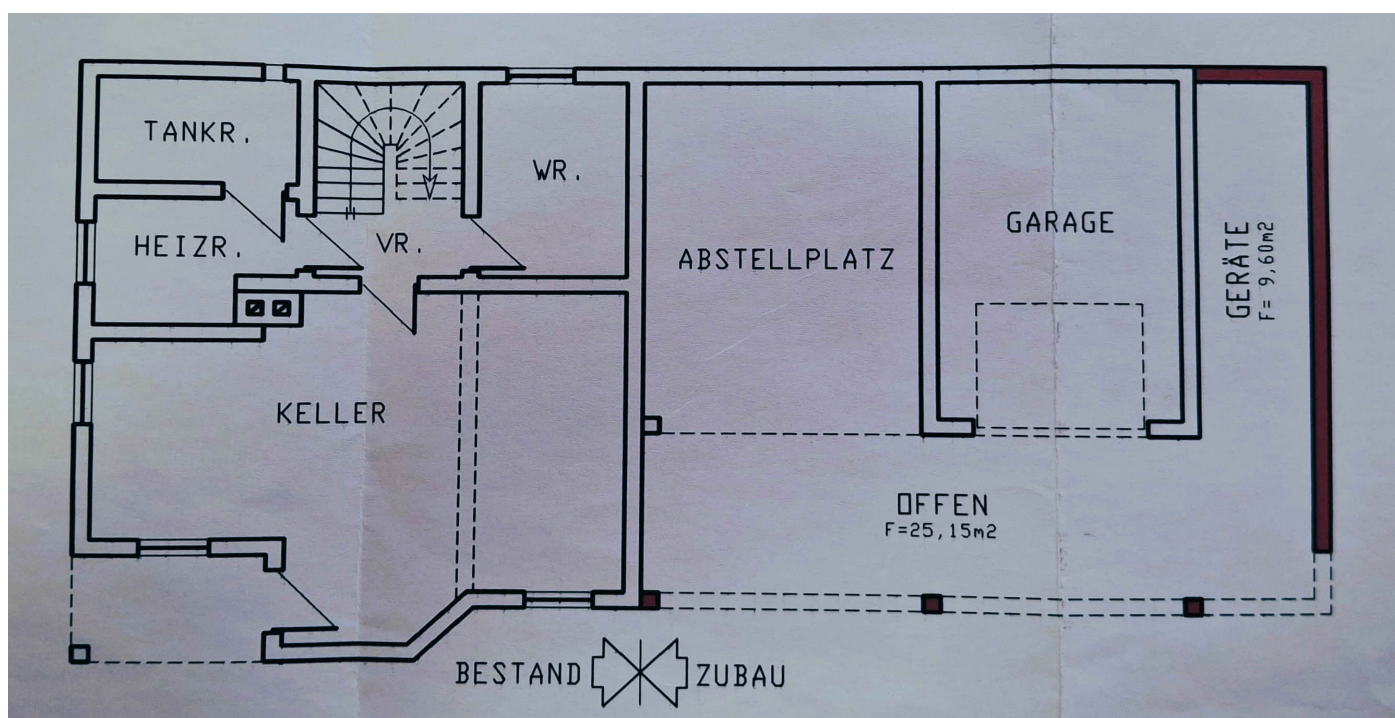 TANKR.
WR.
HEIZR.
VR.
ABSTELLPLATZ
GARAGE
GERÄTE
F= 9,60m2
KELLER
OFFEN
F=25,15m2
BESTAND
ZUBAU